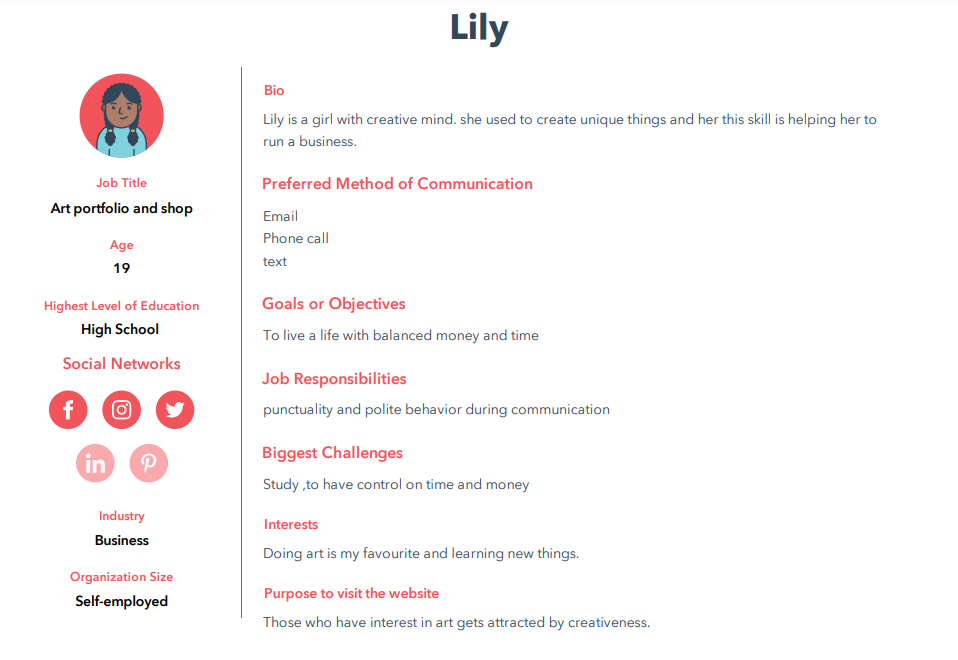 Lily
Job Title
Art portfolio and shop
Age
19
Highest Level of Education
High School
Social Networks
in
Industry
Business
Organization Size
Self-employed
Bio
Lily is a girl with creative mind. she used to create unique things and her this skill is helping her to
run a business.
Preferred Method of Communication
Email
Phone call
text
Goals or Objectives
To live a life with balanced money and time
Job Responsibilities
punctuality and polite behavior during communication
Biggest Challenges
Study ,to have control on time and money
Interests
Doing art is my favourite and learning new things.
Purpose to visit the website
Those who have interest in art gets attracted by creativeness.